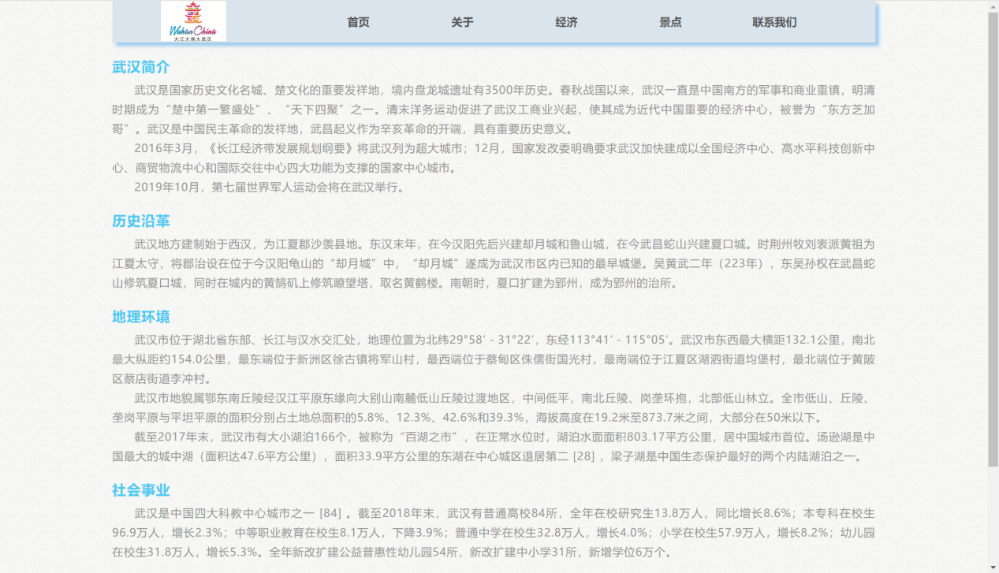 Wuhan China
大江大湖大武汉
首页 关于 经济 景点 联系我们
武汉简介
武汉是国家历史文化名城、楚文化的重要发祥地，境内盘龙城遗址有3500年历史。春秋战国以来，武汉一直是中国南方的军事和商业重镇，明清
时期成为“楚中第一繁盛处”、“天下四聚”之一。清末洋务运动促进了武汉工商业兴起，使其成为近代中国重要的经济中心，被誉为“东方芝加
哥”。武汉是中国民主革命的发祥地，武昌起义作为辛亥革命的开端，具有重要历史意义。
2016年3月，《长江经济带发展规划纲要》将武汉列为超大城市；12月，国家发改委明确要求武汉加快建成以全国经济中心、高水平科技创新中
心、商贸物流中心和国际交往中心四大功能为支撑的国家中心城市。
2019年10月，第七届世界军人运动会将在武汉举行。
历史沿革
武汉地方建制始于西汉，为江夏郡沙羡县地。东汉末年，在今汉阳先后兴建却月城和鲁山城，在今武昌蛇山兴建夏口城。时荆州牧刘表派黄祖为
江夏太守，将郡治设在位于今汉阳龟山的“却月城”中，“却月城”遂成为武汉市区内已知的最早城堡。吴黄武二年（223年），东吴孙权在武昌蛇
山修筑夏口城，同时在城内的黄鹄矶上修筑瞭望塔，取名黄鹤楼。南朝时，夏口扩建为郢州，成为郢州的治所。
地理环境
武汉市位于湖北省东部、长江与汉水交汇处，地理位置为北纬29°58′ - 31°22′，东经113°41′ - 115°05′。武汉市东西最大横距132.1公里，南北
最大纵距约154.0公里，最东端位于新洲区徐古镇将军山村，最西端位于蔡甸区侏儒街国光村，最南端位于江夏区湖泗街道均堡村，最北端位于黄陂
区蔡店街道李冲村。
武汉市地貌属鄂东南丘陵经汉江平原东缘向大别山南麓低山丘陵过渡地区，中间低平，南北丘陵、岗垄环抱，北部低山林立。全市低山、丘陵、
垄岗平原与平坦平原的面积分别占土地总面积的5.8%、12.3%、42.6%和39.3%，海拔高度在19.2米至873.7米之间，大部分在50米以下。
截至2017年末，武汉市有大小湖泊166个，被称为“百湖之市”，在正常水位时，湖泊水面面积803.17平方公里，居中国城市首位。汤逊湖是中
国最大的城中湖（面积达47.6平方公里），面积33.9平方公里的东湖在中心城区退居第二 [28] ，梁子湖是中国生态保护最好的两个内陆湖泊之一。
社会事业
武汉是中国四大科教中心城市之一 [84] 。截至2018年末，武汉有普通高校84所，全年在校研究生13.8万人，同比增长8.6%；本专科在校生
96.9万人，增长2.3%；中等职业教育在校生8.1万人，下降3.9%；普通中学在校生32.8万人，增长4.0%；小学在校生57.9万人，增长8.2%；幼儿园
在校生31.8万人，增长5.3%。全年新改扩建公益普惠性幼儿园54所，新改扩建中小学31所，新增学位6万个。